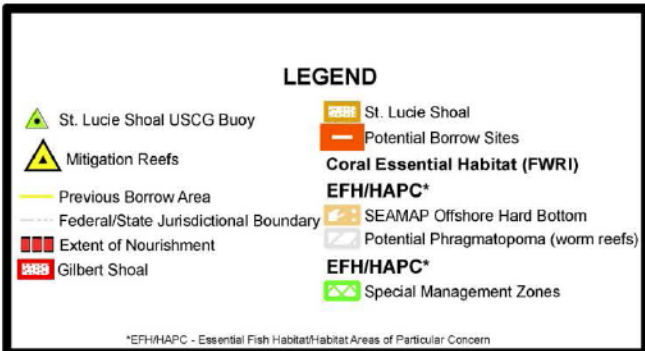 LEGEND
St. Lucie Shoal USCG Buoy
Mitigation Reefs
Previous Borrow Area
Federal/State Jurisdictional Boundary
Extent of Nourishment
Gilbert Shoal
St. Lucie Shoal
Potential Borrow Sites
Coral Essential Habitat (FWRI)
EFH/HAPC*
SEAMAP Offshore Hard Bottom
Potential Phragmatopoma (worm reefs)
EFH/HAPC*
Special Management Zones
*EFH/HAPC - Essential Fish Habitat/Habitat Areas of Particular Concern